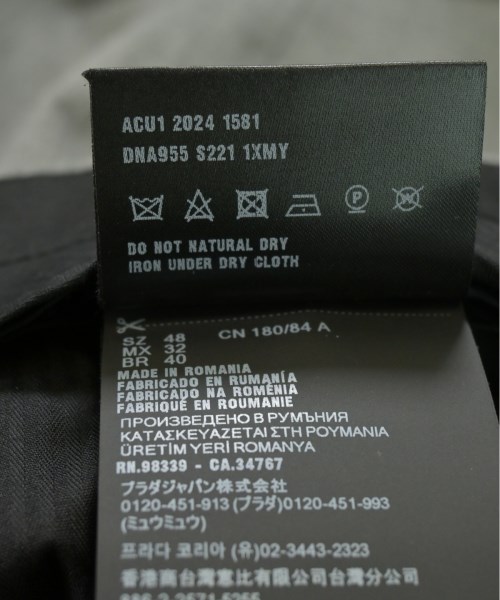 ACU1 2024 1581
DNA955 S221 1XMY
P
W
DO NOT NATURAL DRY
IRON UNDER DRY CLOTH
SZ 48 CN 180/84 A
MX 32
BR 40
MADE IN ROMANIA
FABRICADO EN RUMANÍA
FABRICADO NA ROMÉNIA
FABRIQUÉ EN ROUMANIE
ПРОИЗВЕДЕНО В РУМЪНИЯ
ΚΑΤΑΣΚΕΥΑΖΕΤΑΙ ΣΤΗ ΡΟΥΜΑΝΙΑ
ÜRETİM YERİ ROMANYA
RN.98339 - CA.34767
プラダジャパン株式会社
0120-451-913 (プラダ)0120-451-993
(ミュウミュウ)
프라다 코리아 (유)02-3443-2323
香港商台灣意比有限公司台灣分公司